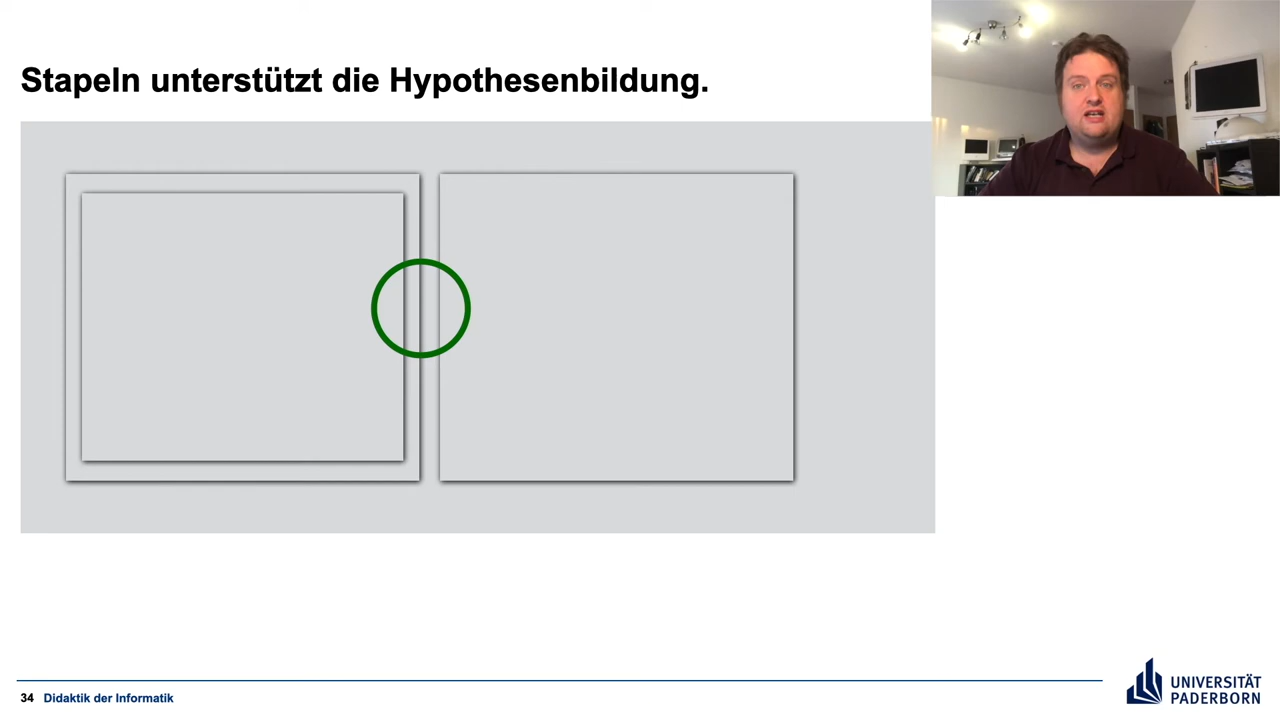 Stapeln unterstützt die Hypothesenbildung.
34 Didaktik der Informatik
UNIVERSITÄT
PADERBORN